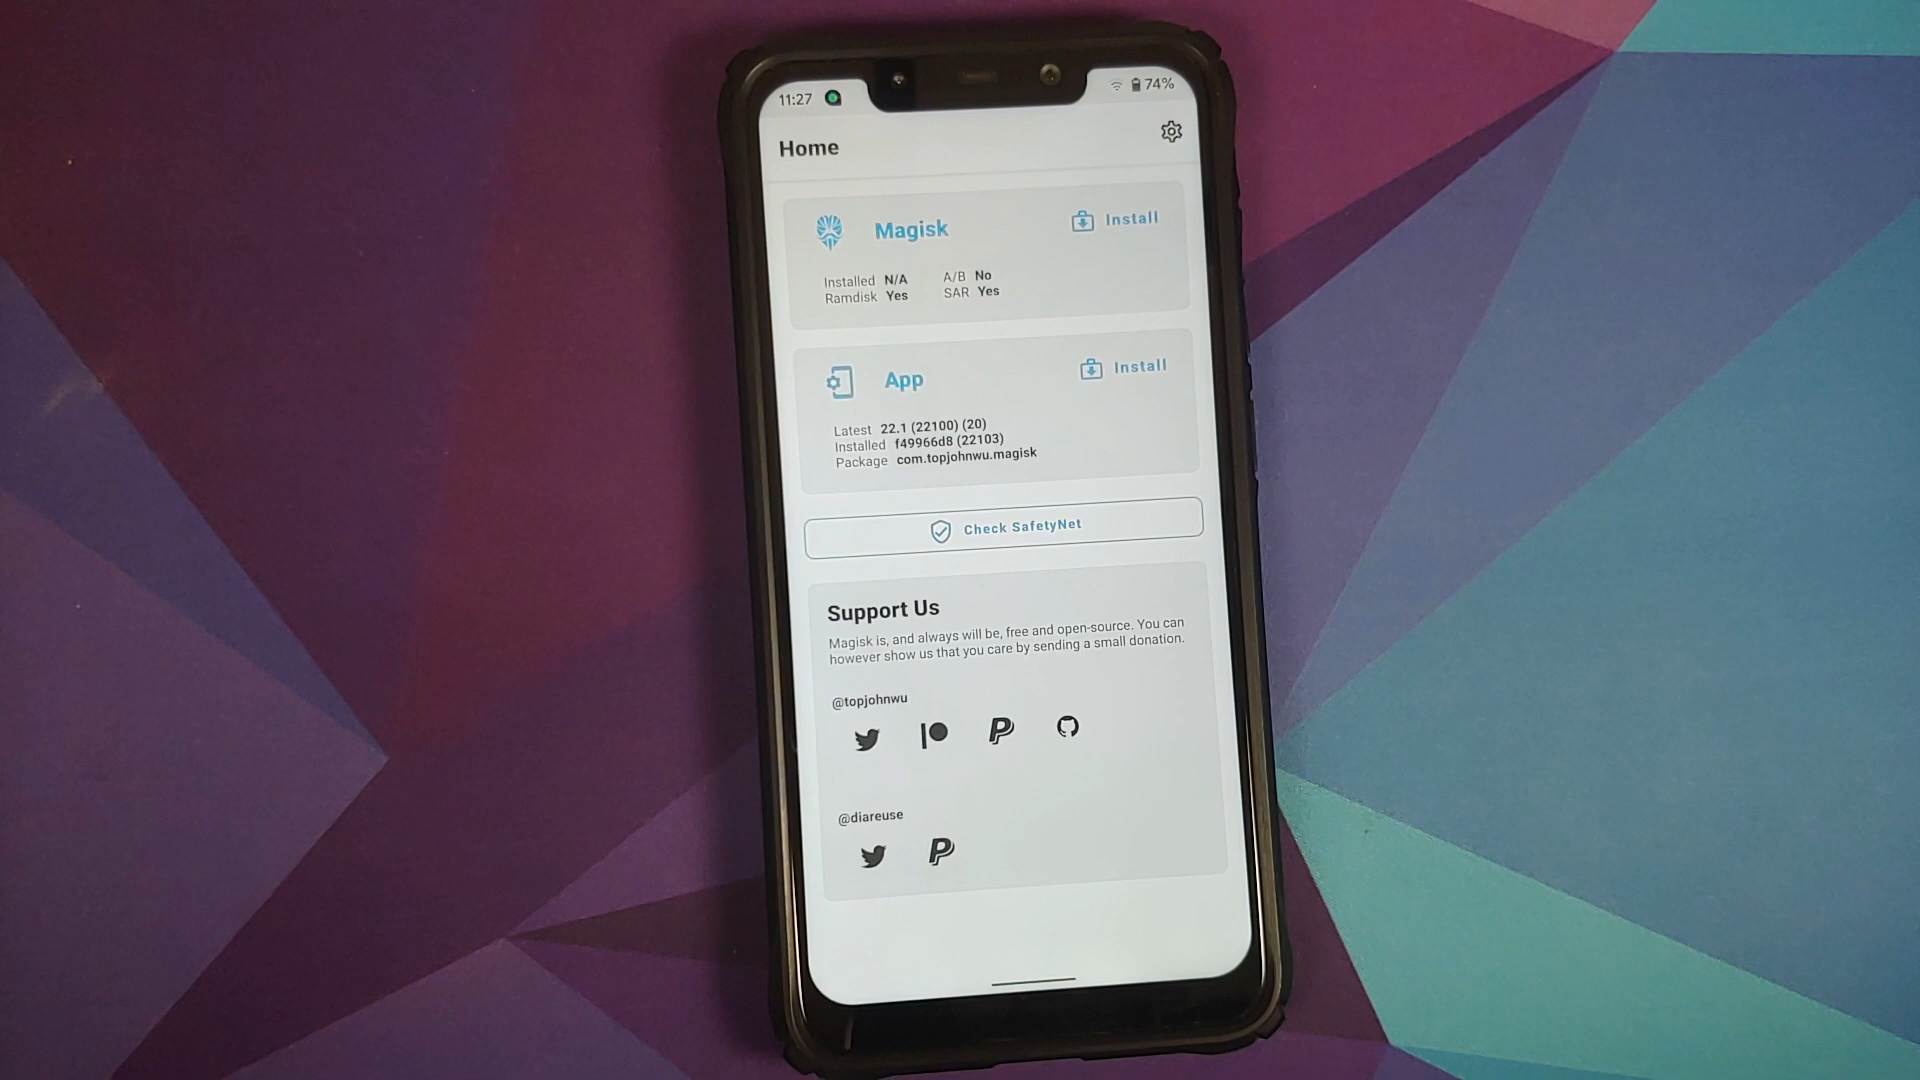 11:27
74%
Home
Magisk
Install
Installed N/A A/B No
Ramdisk Yes SAR Yes
App
Install
Latest 22.1 (22100) (20)
Installed f49966d8 (22103)
Package com.topjohnwu.magisk
Check SafetyNet
Support Us
Magisk is, and always will be, free and open-source. You can
however show us that you care by sending a small donation.
@topjohnwu
@diareuse